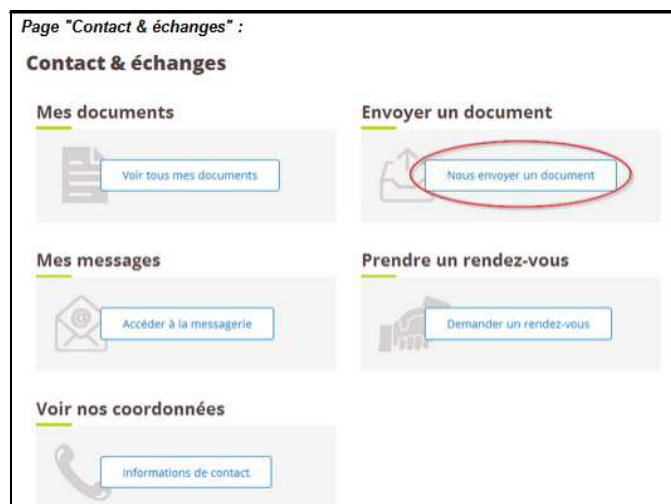 Page "Contact & échanges" :
Contact & échanges
Mes documents
Voir tous mes documents
Envoyer un document
Nous envoyer un document
Mes messages
@
Accéder à la messagerie
Prendre un rendez-vous
Demander un rendez-vous
Voir nos coordonnées
Informations de contact